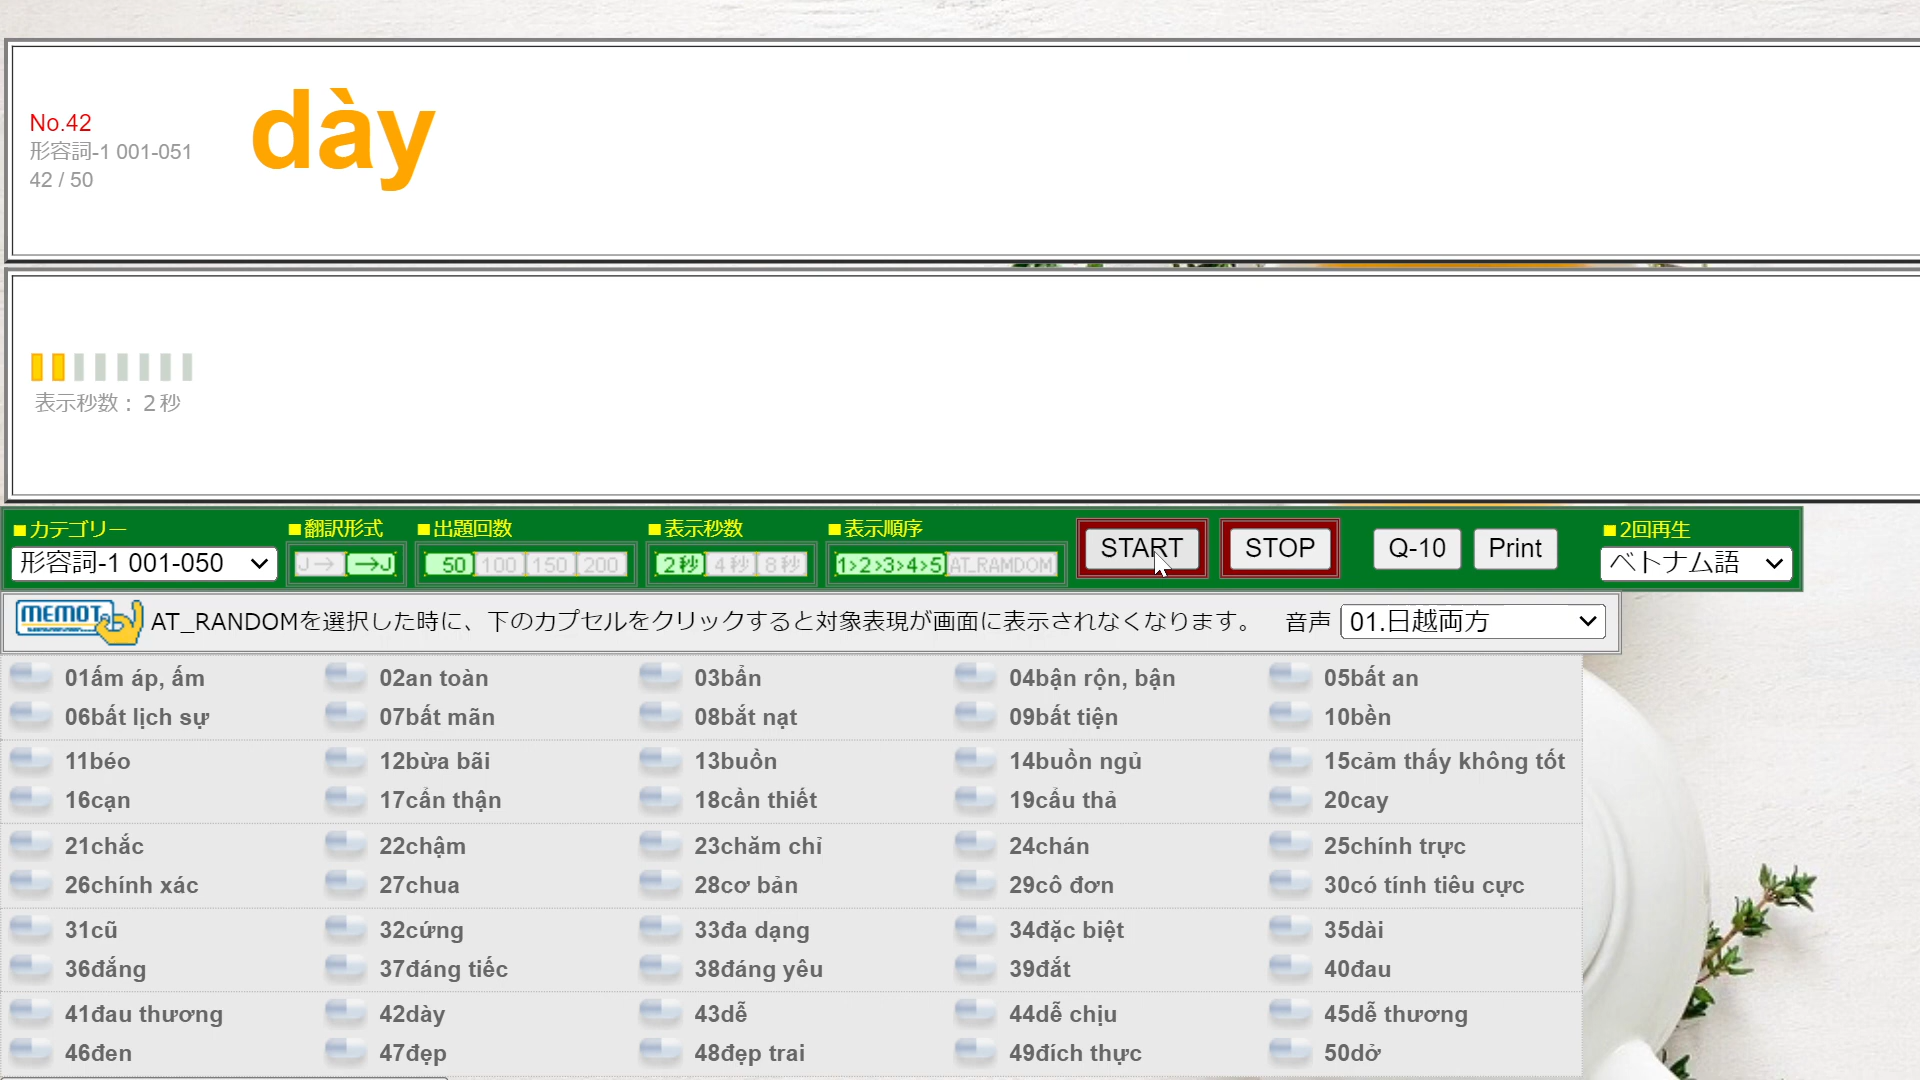 dày
No.42
形容詞-1 001-051
42 / 50
表示秒数：２秒
■カテゴリー ■翻訳形式 ■出題回数 ■表示秒数 ■表示順序 ■2回再生
形容詞-1 001-050 J→ →J 50 100 150 200 2秒 4秒 8秒 1>2>3>4>5 AT_RAMDOM START STOP Q-10 Print ベトナム語
MEMOT AT_RANDOMを選択した時に、下のカプセルをクリックすると対象表現が画面に表示されなくなります。 音声 01.日越両方
01ấm áp, ấm 02an toàn 03bẩn 04bận rộn, bận 05bất an
06bất lịch sự 07bất mãn 08bắt nạt 09bất tiện 10bền
11béo 12bừa bãi 13buồn 14buồn ngủ 15cảm thấy không tốt
16cạn 17cẩn thận 18cần thiết 19cẩu thả 20cay
21chắc 22chậm 23chăm chỉ 24chán 25chính trực
26chính xác 27chua 28cơ bản 29cô đơn 30có tính tiêu cực
31cũ 32cứng 33đa dạng 34đặc biệt 35dài
36đắng 37đáng tiếc 38đáng yêu 39đắt 40đau
41đau thương 42dày 43dễ 44dễ chịu 45dễ thương
46đen 47đẹp 48đẹp trai 49đích thực 50dở